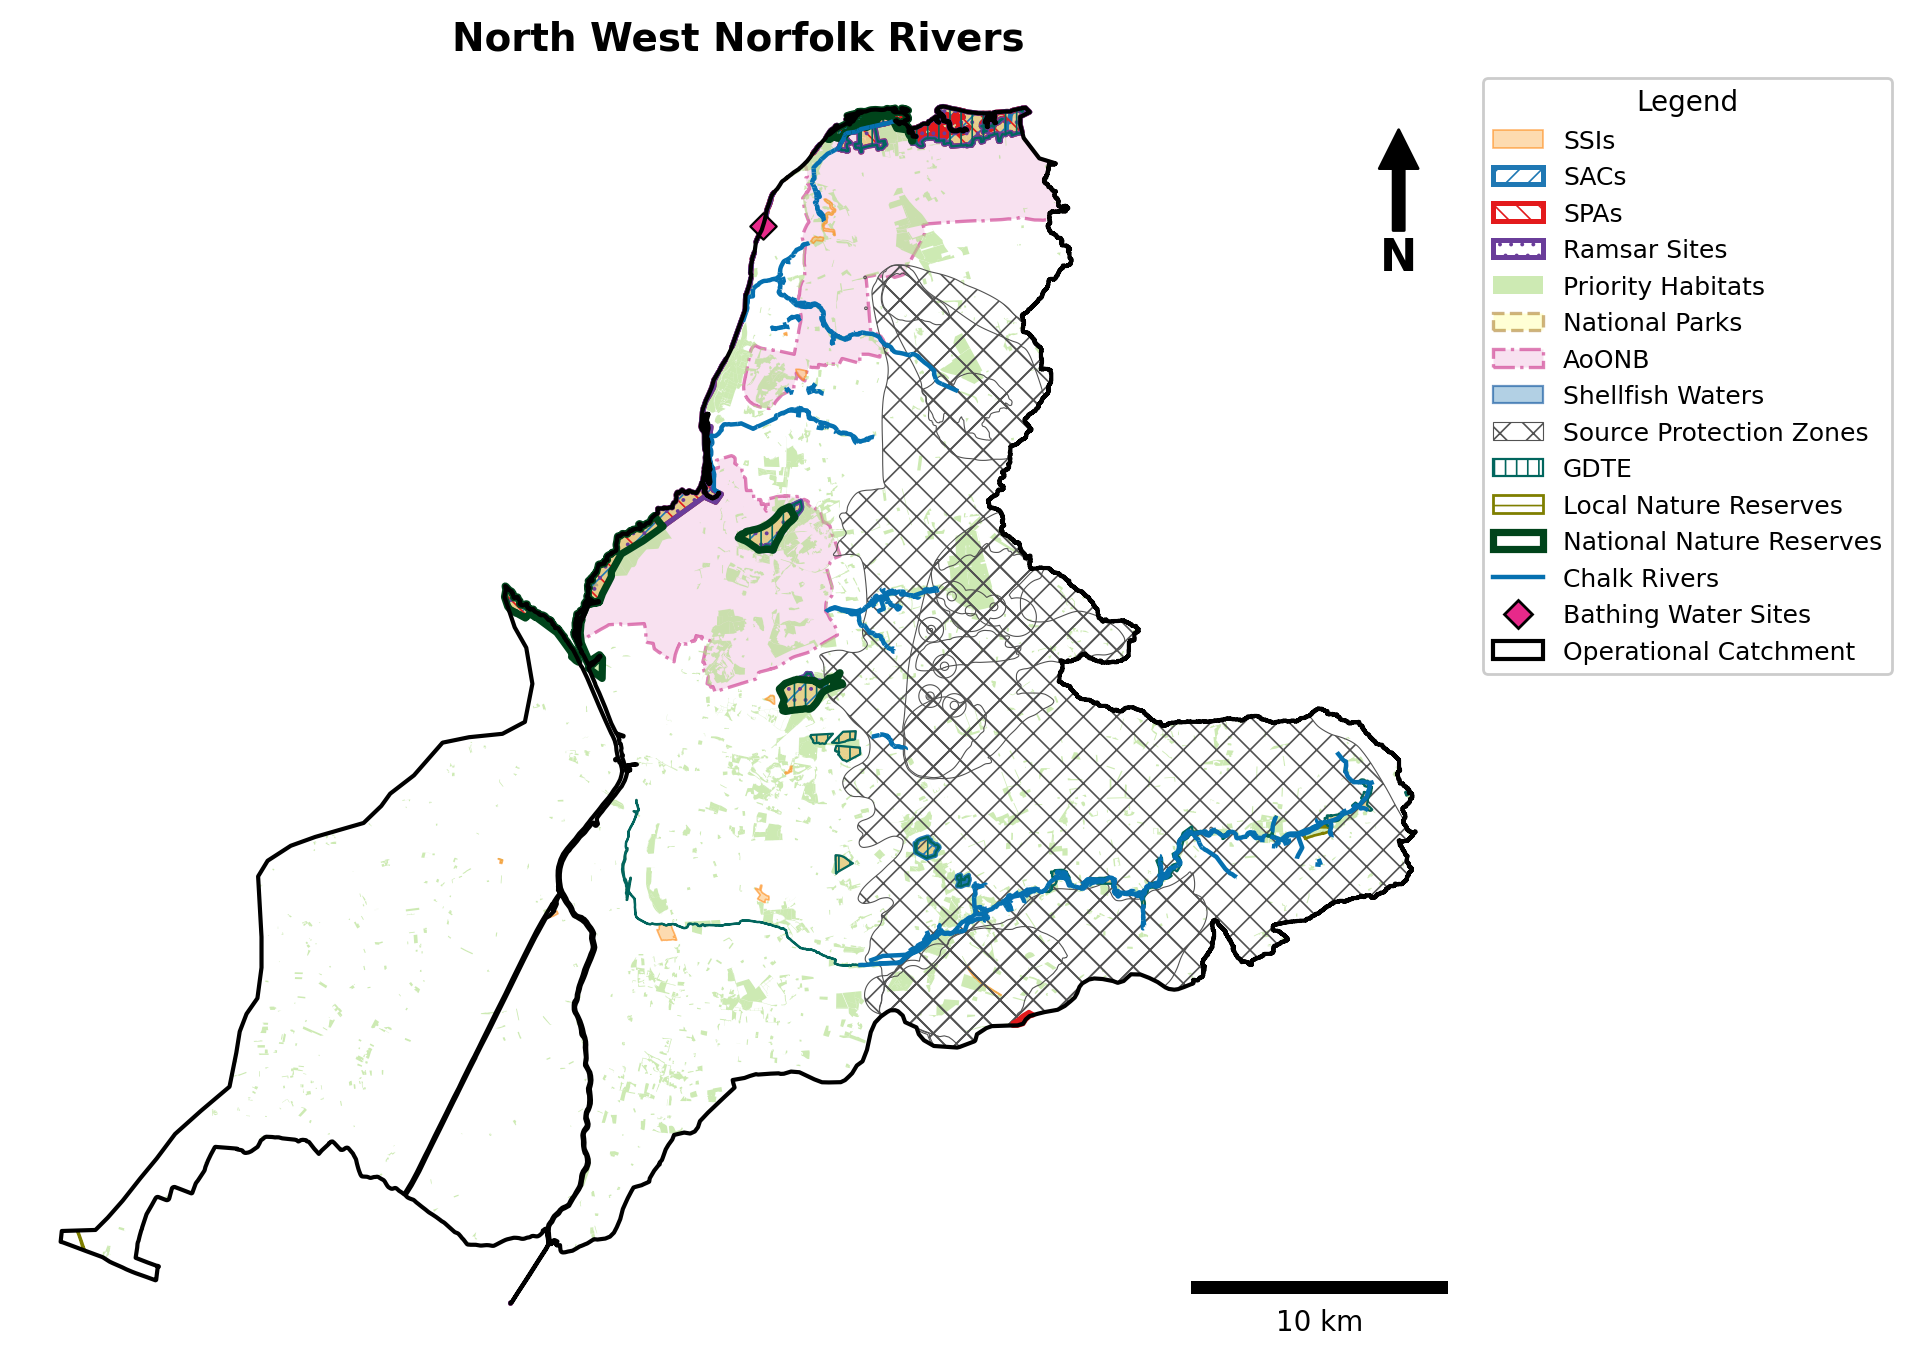 North West Norfolk Rivers
Legend
SSIs
SACs
SPAs
Ramsar Sites
Priority Habitats
National Parks
AoONB
Shellfish Waters
Source Protection Zones
GDTE
Local Nature Reserves
National Nature Reserves
Chalk Rivers
Bathing Water Sites
Operational Catchment
N
10 km